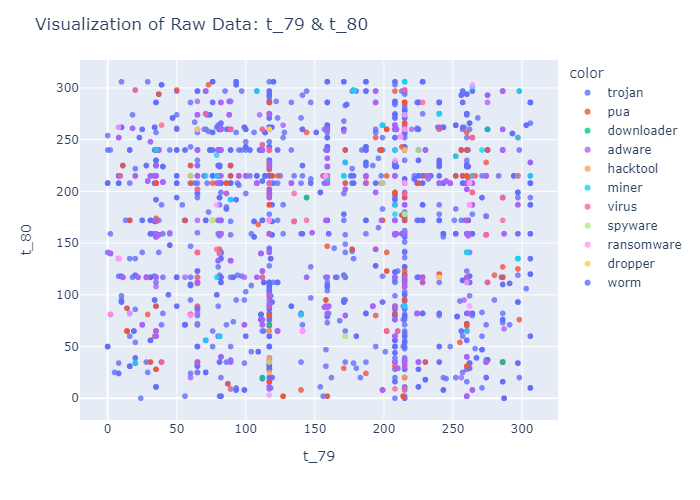 Visualization of Raw Data: t_79 & t_80
color
trojan
pua
downloader
adware
hacktool
miner
virus
spyware
ransomware
dropper
worm
300
250
200
150
100
50
0
t_80
0 50 100 150 200 250 300
t_79